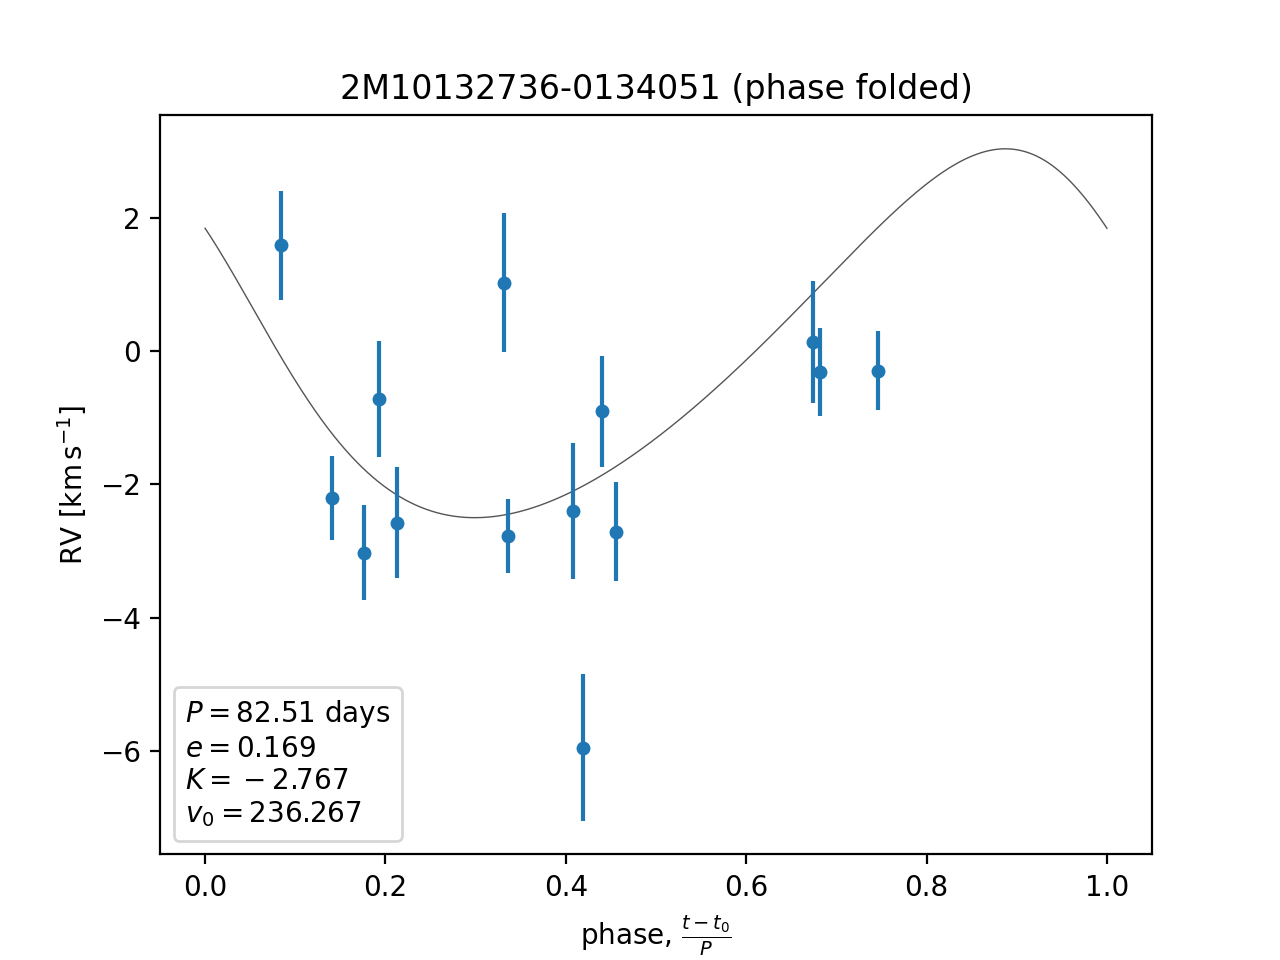 2M10132736-0134051 (phase folded)
2
0
−2
−4
−6
RV [km s⁻¹]
P = 82.51 days
e = 0.169
K = −2.767
v₀ = 236.267
0.0 0.2 0.4 0.6 0.8 1.0
phase, (t − t₀)/P